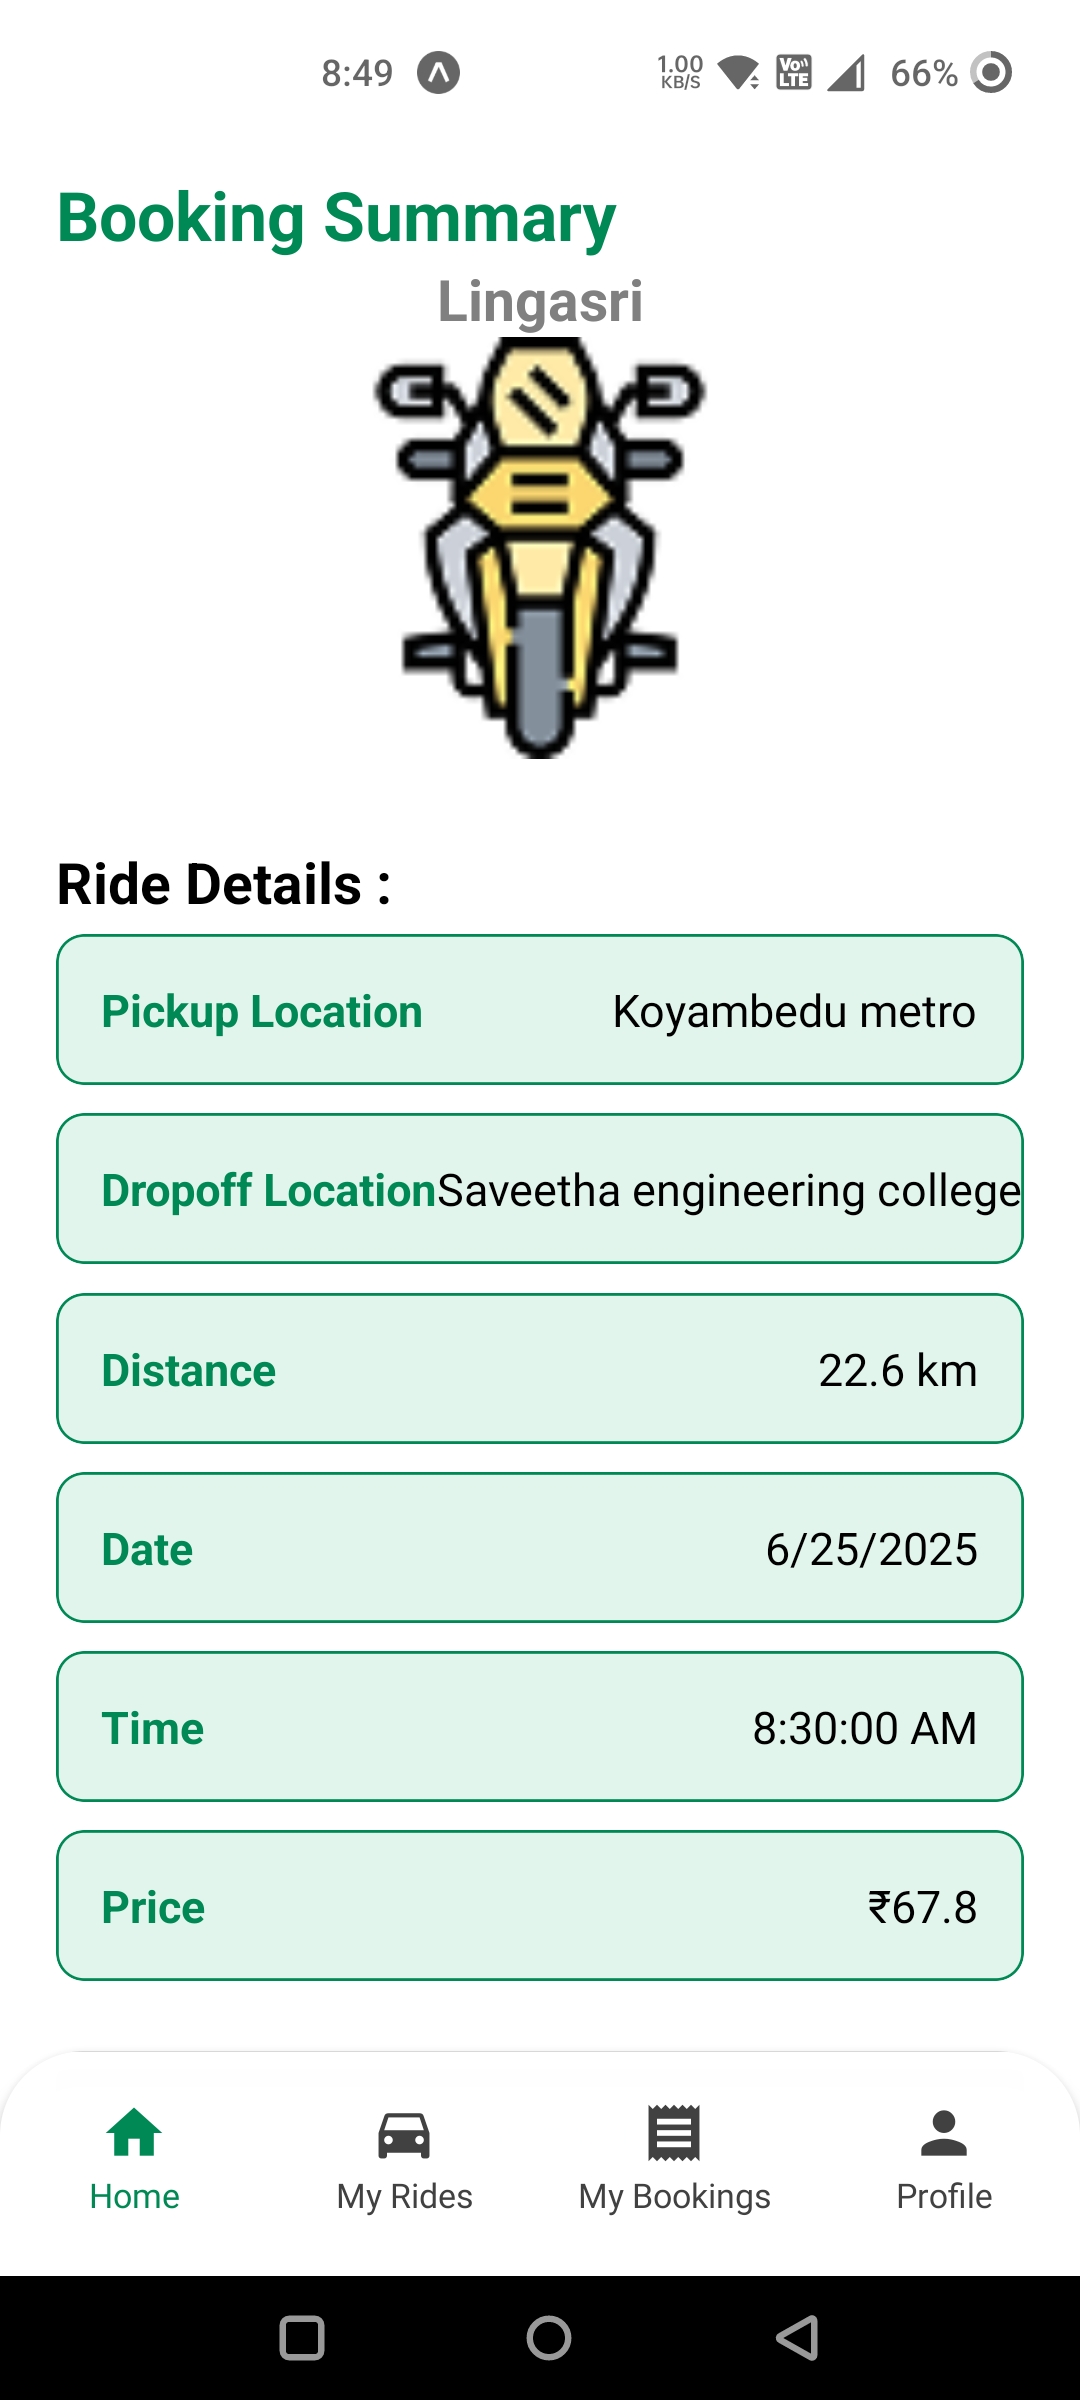 8:49 1.00 KB/S Vo LTE 66%
Booking Summary
Lingasri
Ride Details :
Pickup Location Koyambedu metro
Dropoff Location Saveetha engineering college
Distance 22.6 km
Date 6/25/2025
Time 8:30:00 AM
Price ₹67.8
Home My Rides My Bookings Profile